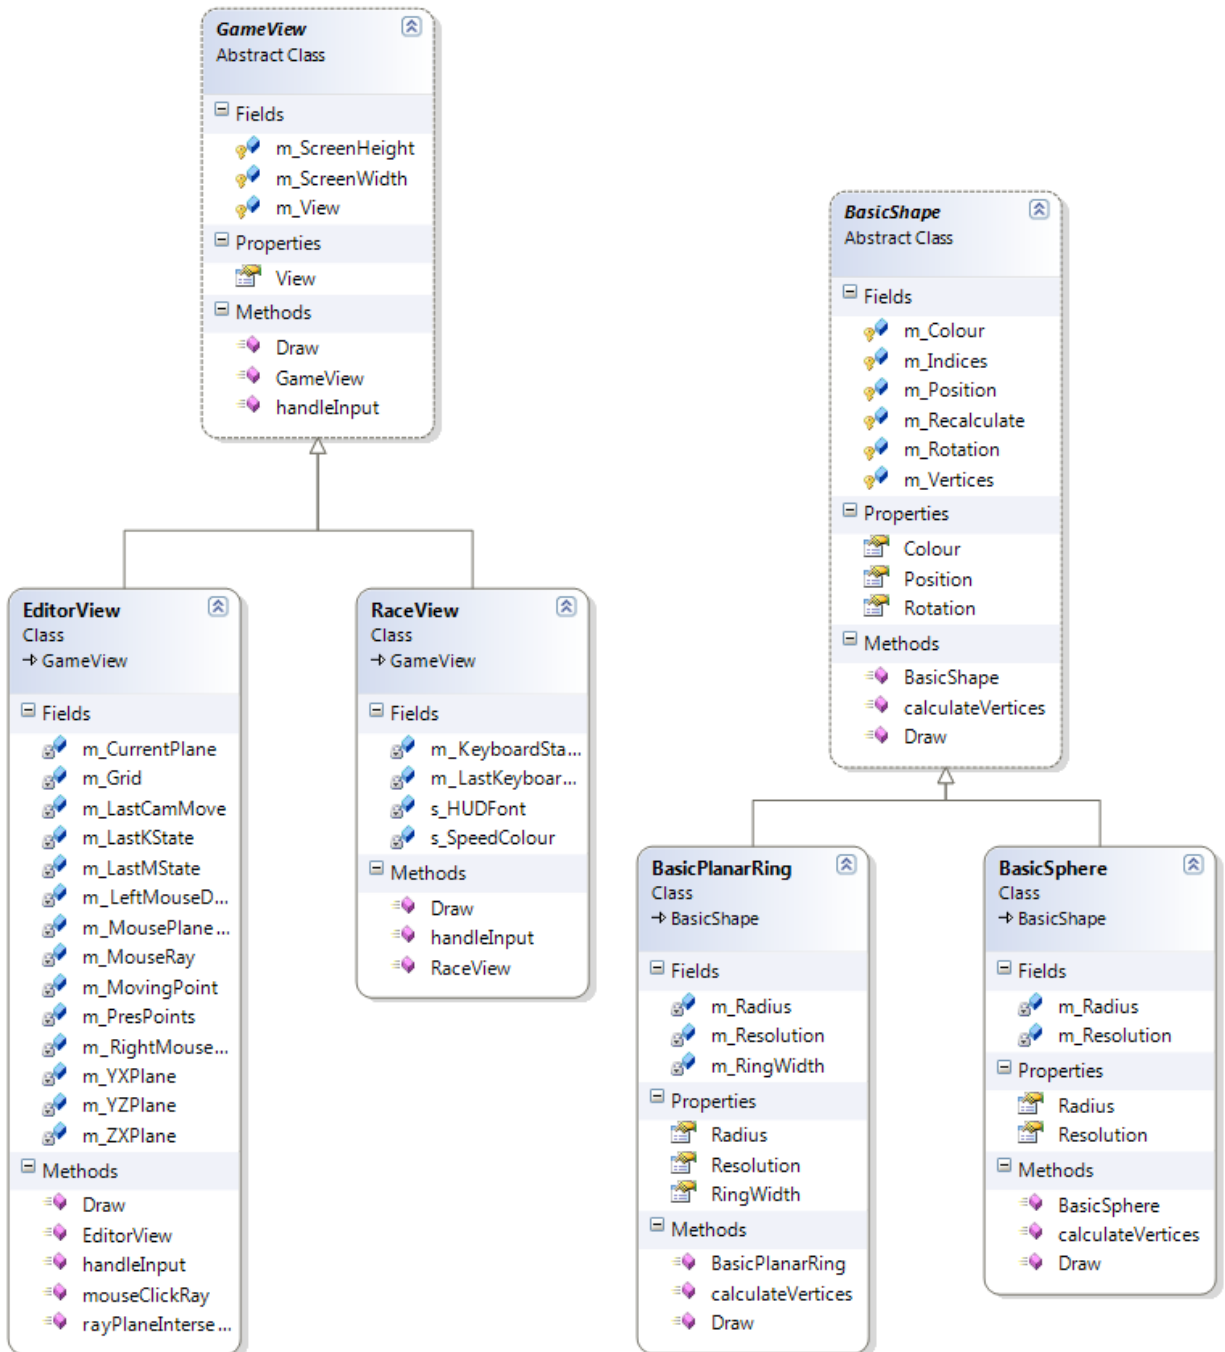 GameView
Abstract Class
Fields
m_ScreenHeight
m_ScreenWidth
m_View
Properties
View
Methods
Draw
GameView
handleInput
BasicShape
Abstract Class
Fields
m_Colour
m_Indices
m_Position
m_Recalculate
m_Rotation
m_Vertices
Properties
Colour
Position
Rotation
Methods
BasicShape
calculateVertices
Draw
EditorView
Class
GameView
Fields
m_CurrentPlane
m_Grid
m_LastCamMove
m_LastKState
m_LastMState
m_LeftMouseD...
m_MousePlane...
m_MouseRay
m_MovingPoint
m_PresPoints
m_RightMouse...
m_YXPlane
m_YZPlane
m_ZXPlane
Methods
Draw
EditorView
handleInput
mouseClickRay
rayPlaneInterse...
RaceView
Class
GameView
Fields
m_KeyboardSta...
m_LastKeyboar...
s_HUDFont
s_SpeedColour
Methods
Draw
handleInput
RaceView
BasicPlanarRing
Class
BasicShape
Fields
m_Radius
m_Resolution
m_RingWidth
Properties
Radius
Resolution
RingWidth
Methods
BasicPlanarRing
calculateVertices
Draw
BasicSphere
Class
BasicShape
Fields
m_Radius
m_Resolution
Properties
Radius
Resolution
Methods
BasicSphere
calculateVertices
Draw